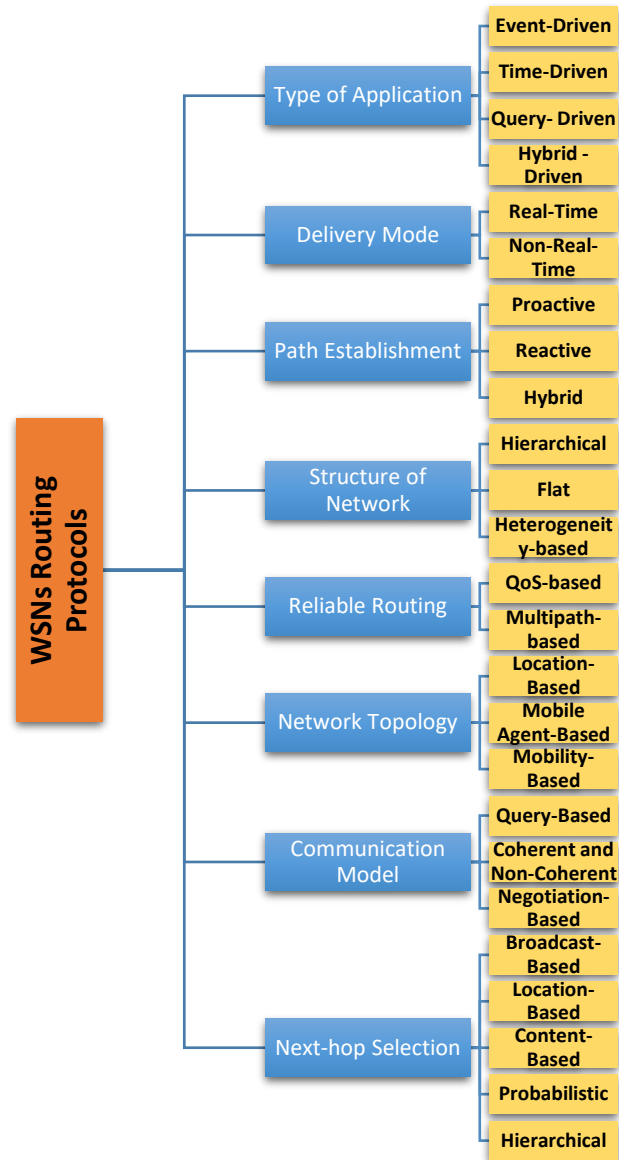 WSNs Routing
Protocols
Type of Application
Event-Driven
Time-Driven
Query- Driven
Hybrid -
Driven
Delivery Mode
Real-Time
Non-Real-
Time
Path Establishment
Proactive
Reactive
Hybrid
Structure of
Network
Hierarchical
Flat
Heterogeneit
y-based
Reliable Routing
QoS-based
Multipath-
based
Network Topology
Location-
Based
Mobile
Agent-Based
Mobility-
Based
Communication
Model
Query-Based
Coherent and
Non-Coherent
Negotiation-
Based
Next-hop Selection
Broadcast-
Based
Location-
Based
Content-
Based
Probabilistic
Hierarchical